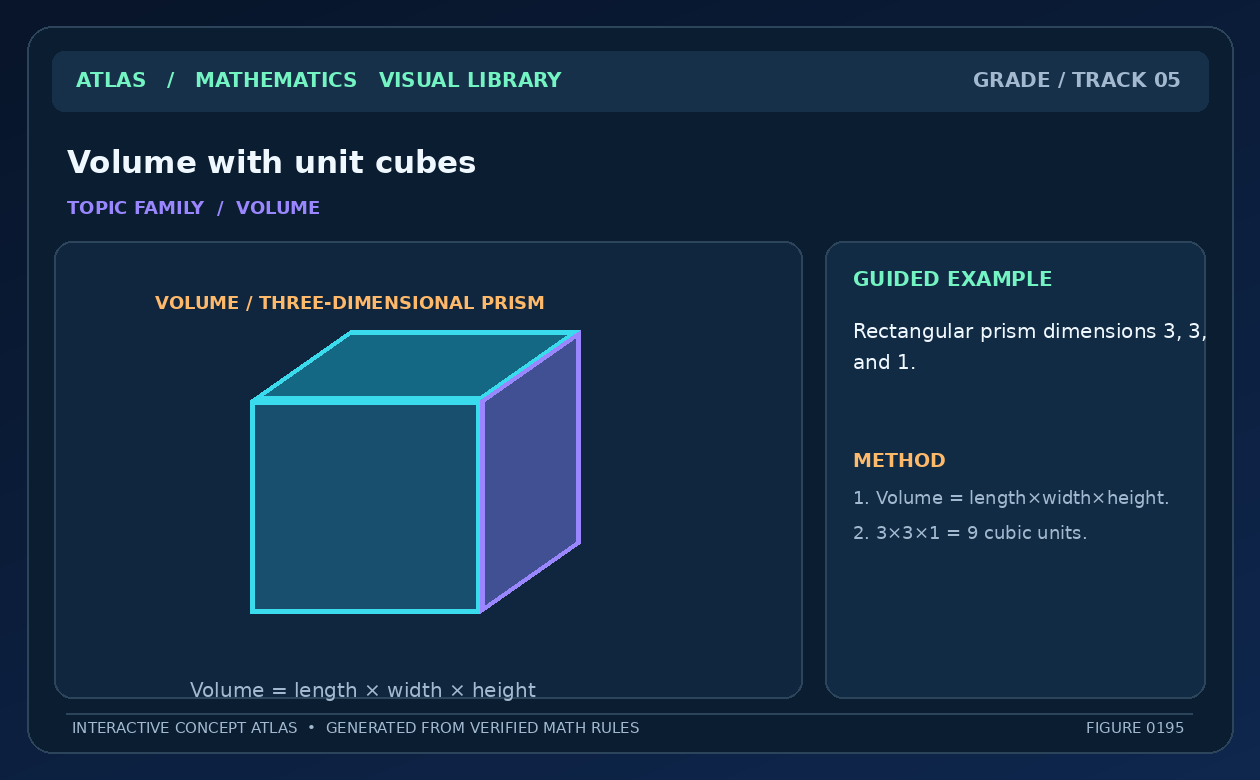 ATLAS / MATHEMATICS VISUAL LIBRARY
GRADE / TRACK 05
Volume with unit cubes
TOPIC FAMILY / VOLUME
VOLUME / THREE-DIMENSIONAL PRISM
Volume = length × width × height
GUIDED EXAMPLE
Rectangular prism dimensions 3, 3,
and 1.
METHOD
1. Volume = length×width×height.
2. 3×3×1 = 9 cubic units.
INTERACTIVE CONCEPT ATLAS • GENERATED FROM VERIFIED MATH RULES
FIGURE 0195